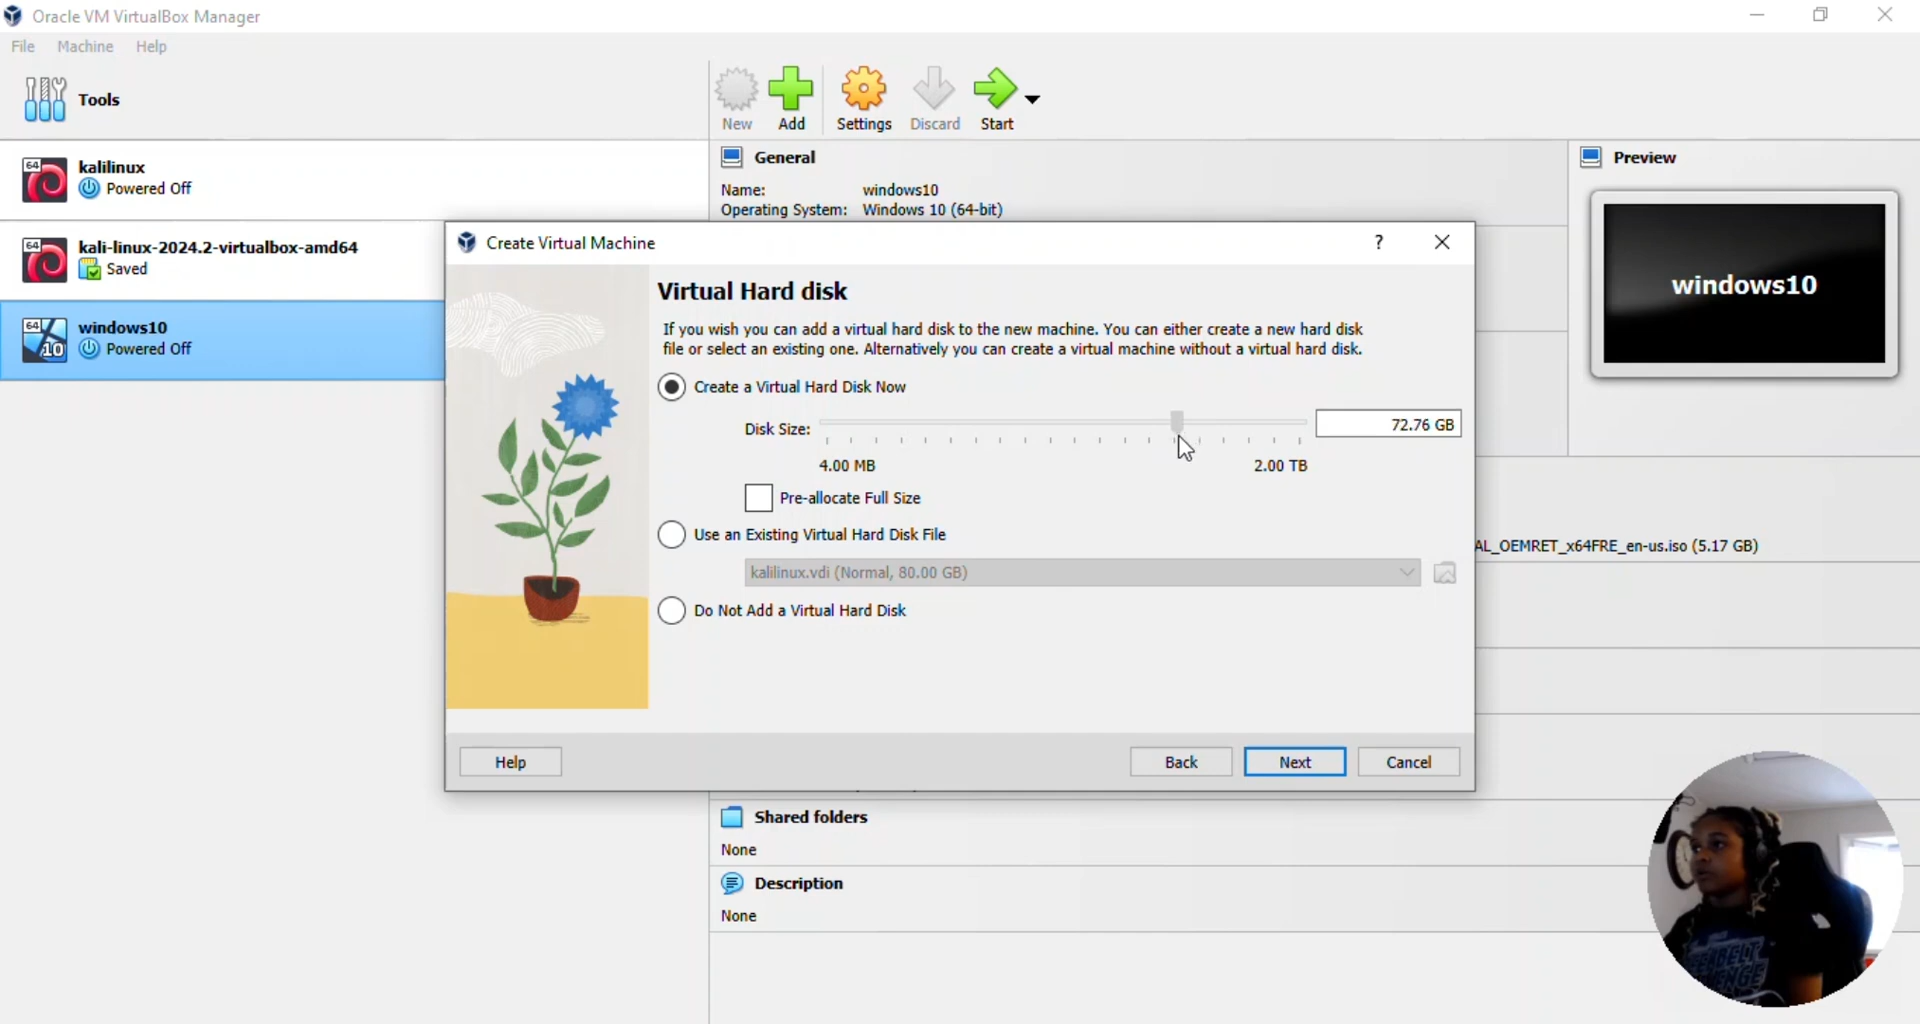 Oracle VM VirtualBox Manager
File Machine Help
Tools
New Add Settings Discard Start
64
kalilinux
Powered Off
64
kali-linux-2024.2-virtualbox-amd64
Saved
64
10
windows10
Powered Off
General
Name: windows10
Operating System: Windows 10 (64-bit)
Preview
windows10
Create Virtual Machine
?
Virtual Hard disk
If you wish you can add a virtual hard disk to the new machine. You can either create a new hard disk
file or select an existing one. Alternatively you can create a virtual machine without a virtual hard disk.
Create a Virtual Hard Disk Now
Disk Size: 72.76 GB
4.00 MB 2.00 TB
Pre-allocate Full Size
Use an Existing Virtual Hard Disk File
kalilinux.vdi (Normal, 80.00 GB)
Do Not Add a Virtual Hard Disk
Help Back Next Cancel
AL_OEMRET_x64FRE_en-us.iso (5.17 GB)
Shared folders
None
Description
None